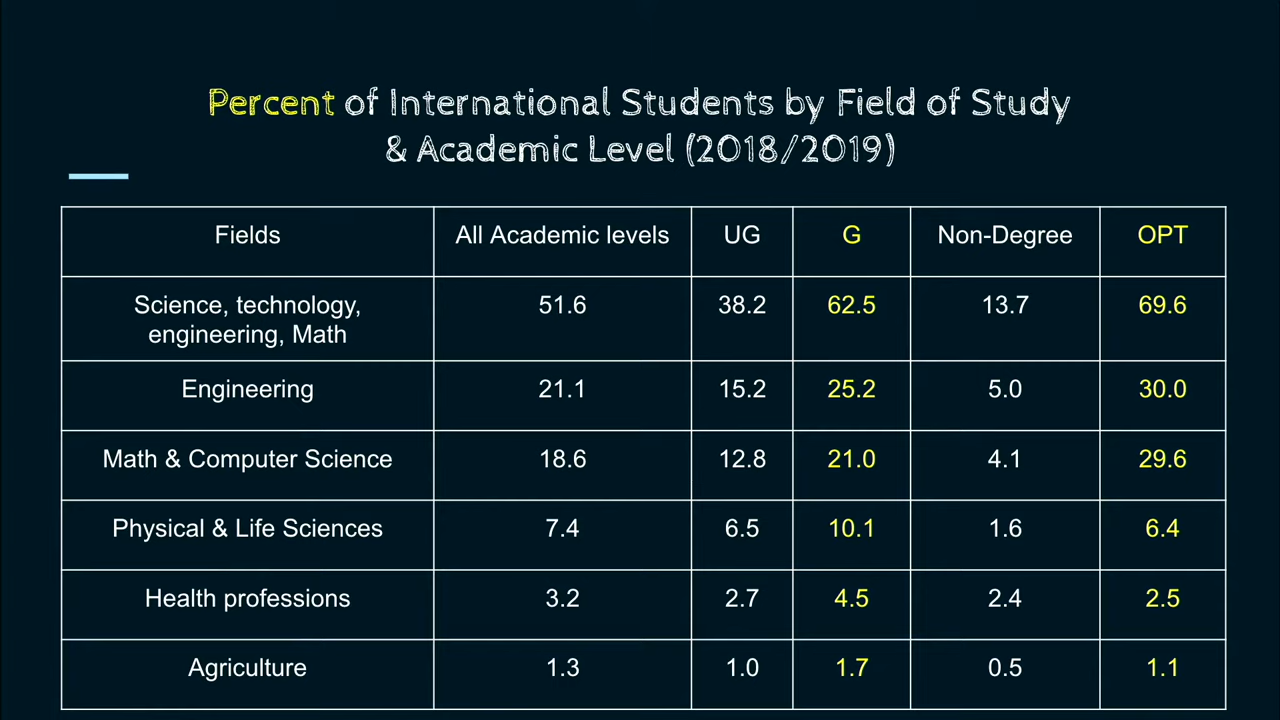 Percent of International Students by Field of Study
& Academic Level (2018/2019)
Fields All Academic levels UG G Non-Degree OPT
Science, technology,
engineering, Math 51.6 38.2 62.5 13.7 69.6
Engineering 21.1 15.2 25.2 5.0 30.0
Math & Computer Science 18.6 12.8 21.0 4.1 29.6
Physical & Life Sciences 7.4 6.5 10.1 1.6 6.4
Health professions 3.2 2.7 4.5 2.4 2.5
Agriculture 1.3 1.0 1.7 0.5 1.1